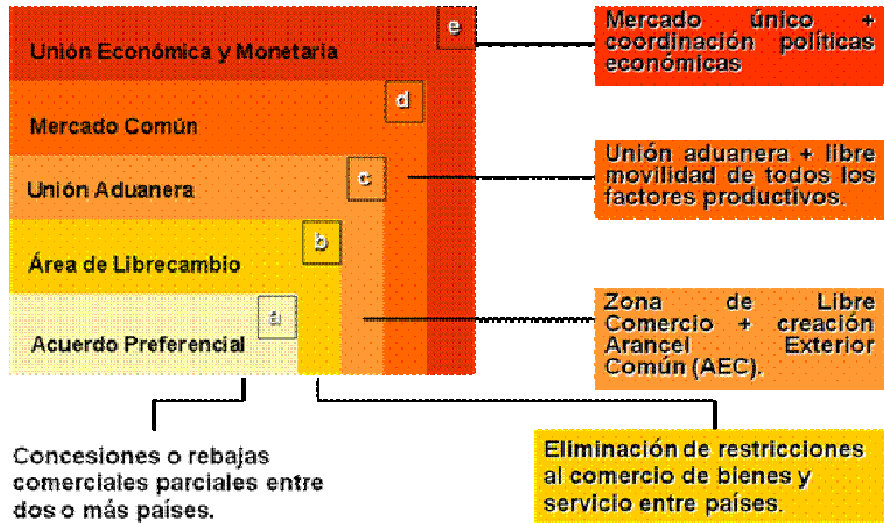 e
Unión Económica y Monetaria
Mercado único +
coordinación políticas
económicas
d
Mercado Común
Unión aduanera + libre
movilidad de todos los
factores productivos.
c
Unión Aduanera
b
Área de Librecambio
a
Acuerdo Preferencial
Zona de Libre
Comercio + creación
Arancel Exterior
Común (AEC).
Concesiones o rebajas
comerciales parciales entre
dos o más países.
Eliminación de restricciones
al comercio de bienes y
servicio entre países.